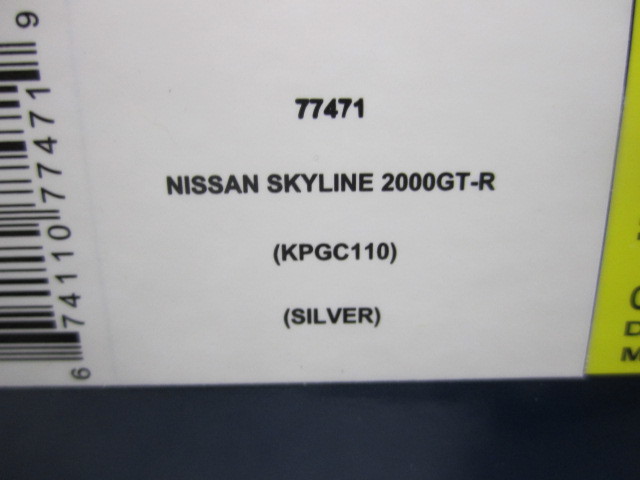 77471
NISSAN SKYLINE 2000GT-R
(KPGC110)
(SILVER)
6 74110 77471 9